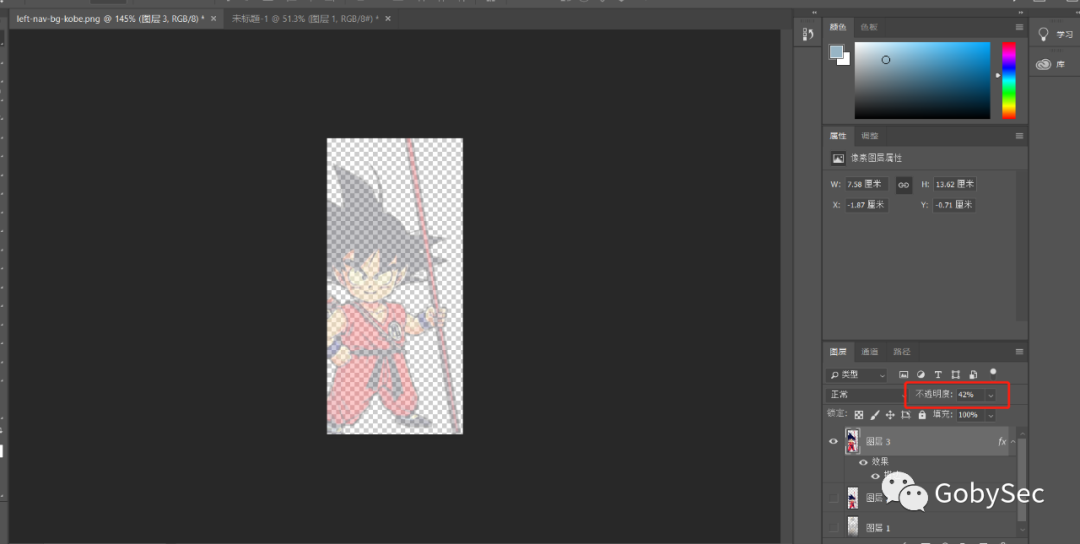 left-nav-bg-kobe.png @ 145% (图层 3, RGB/8) * ×
未标题-1 @ 51.3% (图层 1, RGB/8#) * ×
颜色 色板
学习
库
属性 调整
像素图层属性
W: 7.58 厘米 H: 13.62 厘米
X: -1.87 厘米 Y: -0.71 厘米
图层 通道 路径
类型
正常 不透明度: 42%
锁定: 填充: 100%
图层 3 fx
效果
图层
图层 1
GobySec